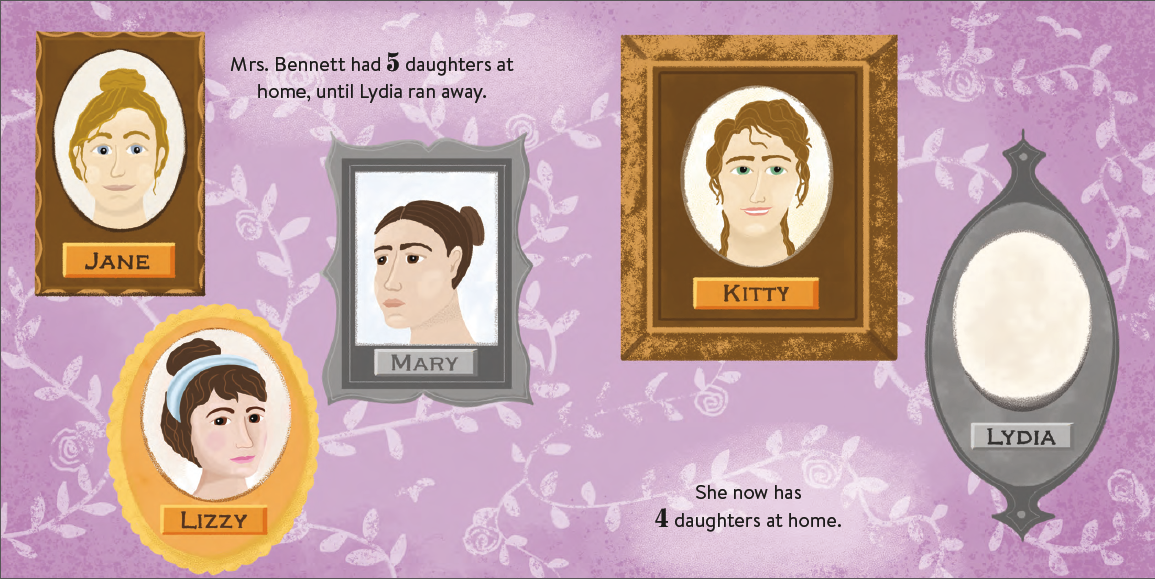 Mrs. Bennett had 5 daughters at
home, until Lydia ran away.
JANE
MARY
LIZZY
KITTY
LYDIA
She now has
4 daughters at home.